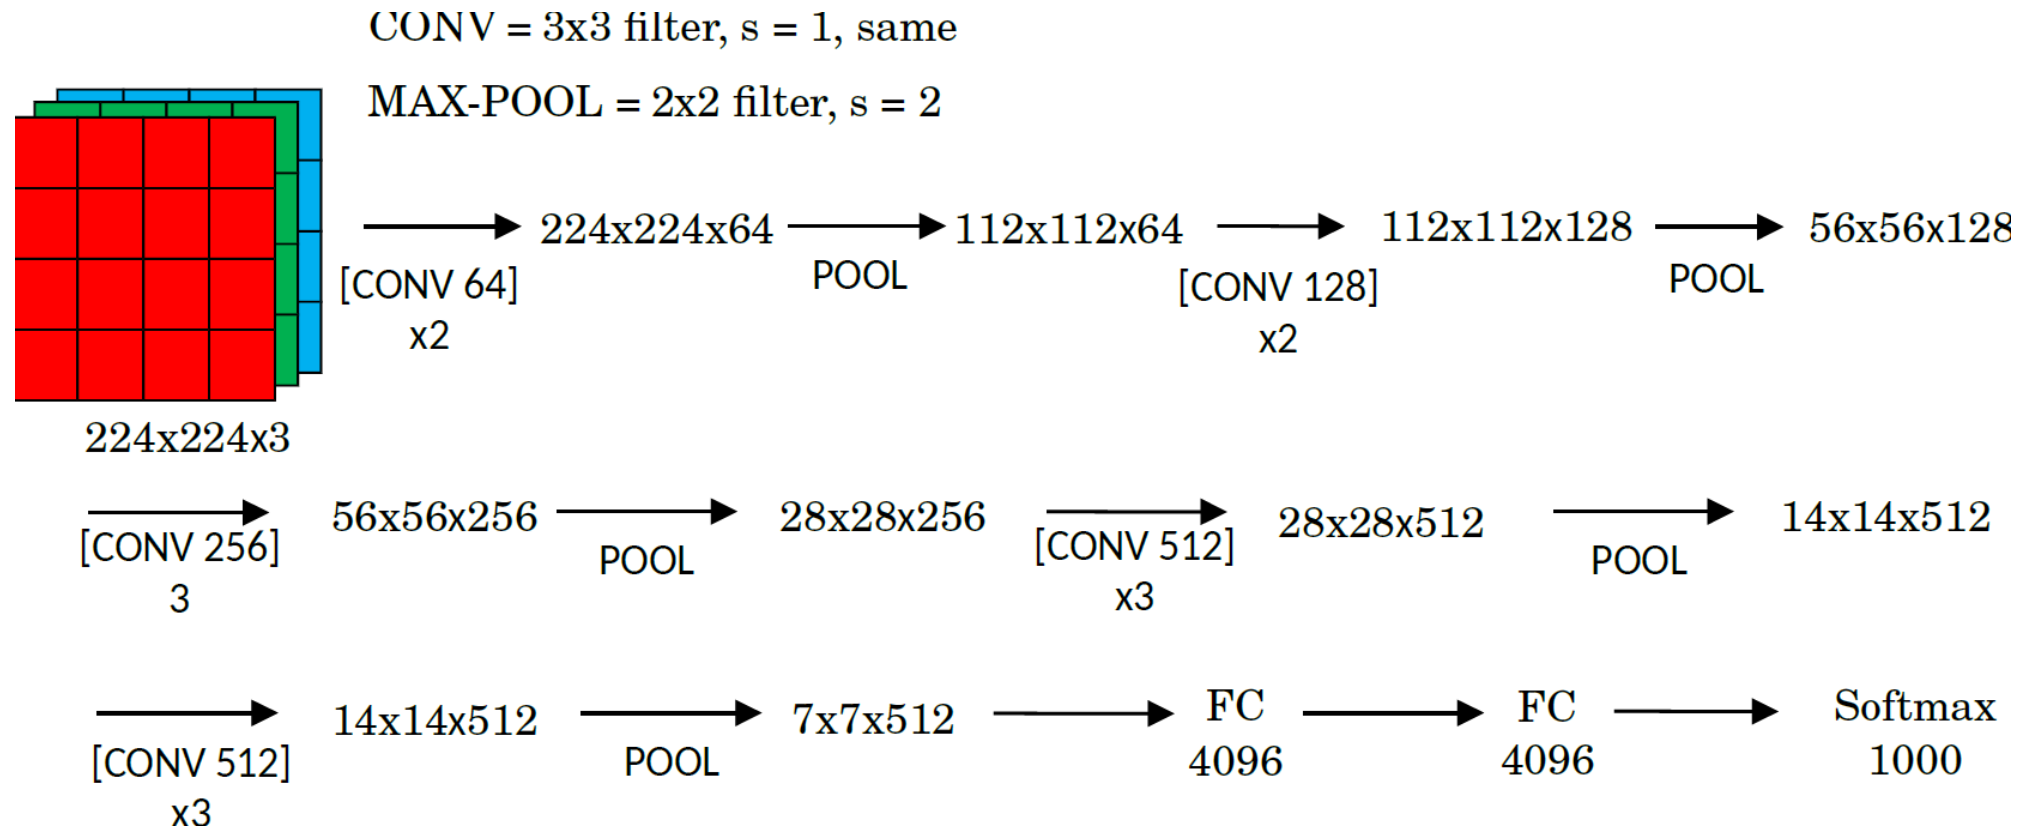 CONV = 3x3 filter, s = 1, same
MAX-POOL = 2x2 filter, s = 2
224x224x64
112x112x64
112x112x128
56x56x128
[CONV 64]
x2
POOL
[CONV 128]
x2
POOL
224x224x3
56x56x256
28x28x256
28x28x512
14x14x512
[CONV 256]
3
POOL
[CONV 512]
x3
POOL
14x14x512
7x7x512
FC
4096
FC
4096
Softmax
1000
[CONV 512]
x3
POOL